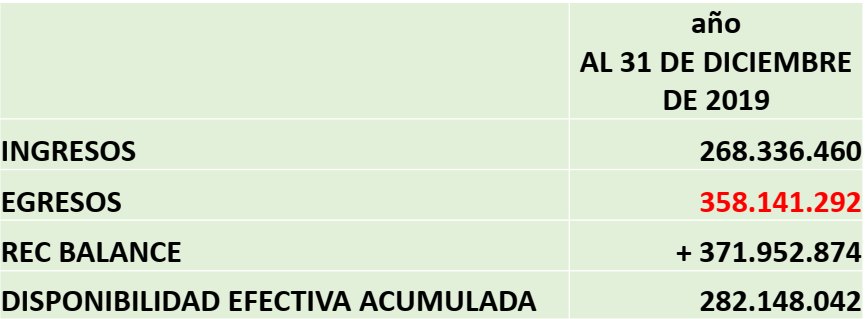 año
AL 31 DE DICIEMBRE
DE 2019
INGRESOS 268.336.460
EGRESOS 358.141.292
REC BALANCE + 371.952.874
DISPONIBILIDAD EFECTIVA ACUMULADA 282.148.042